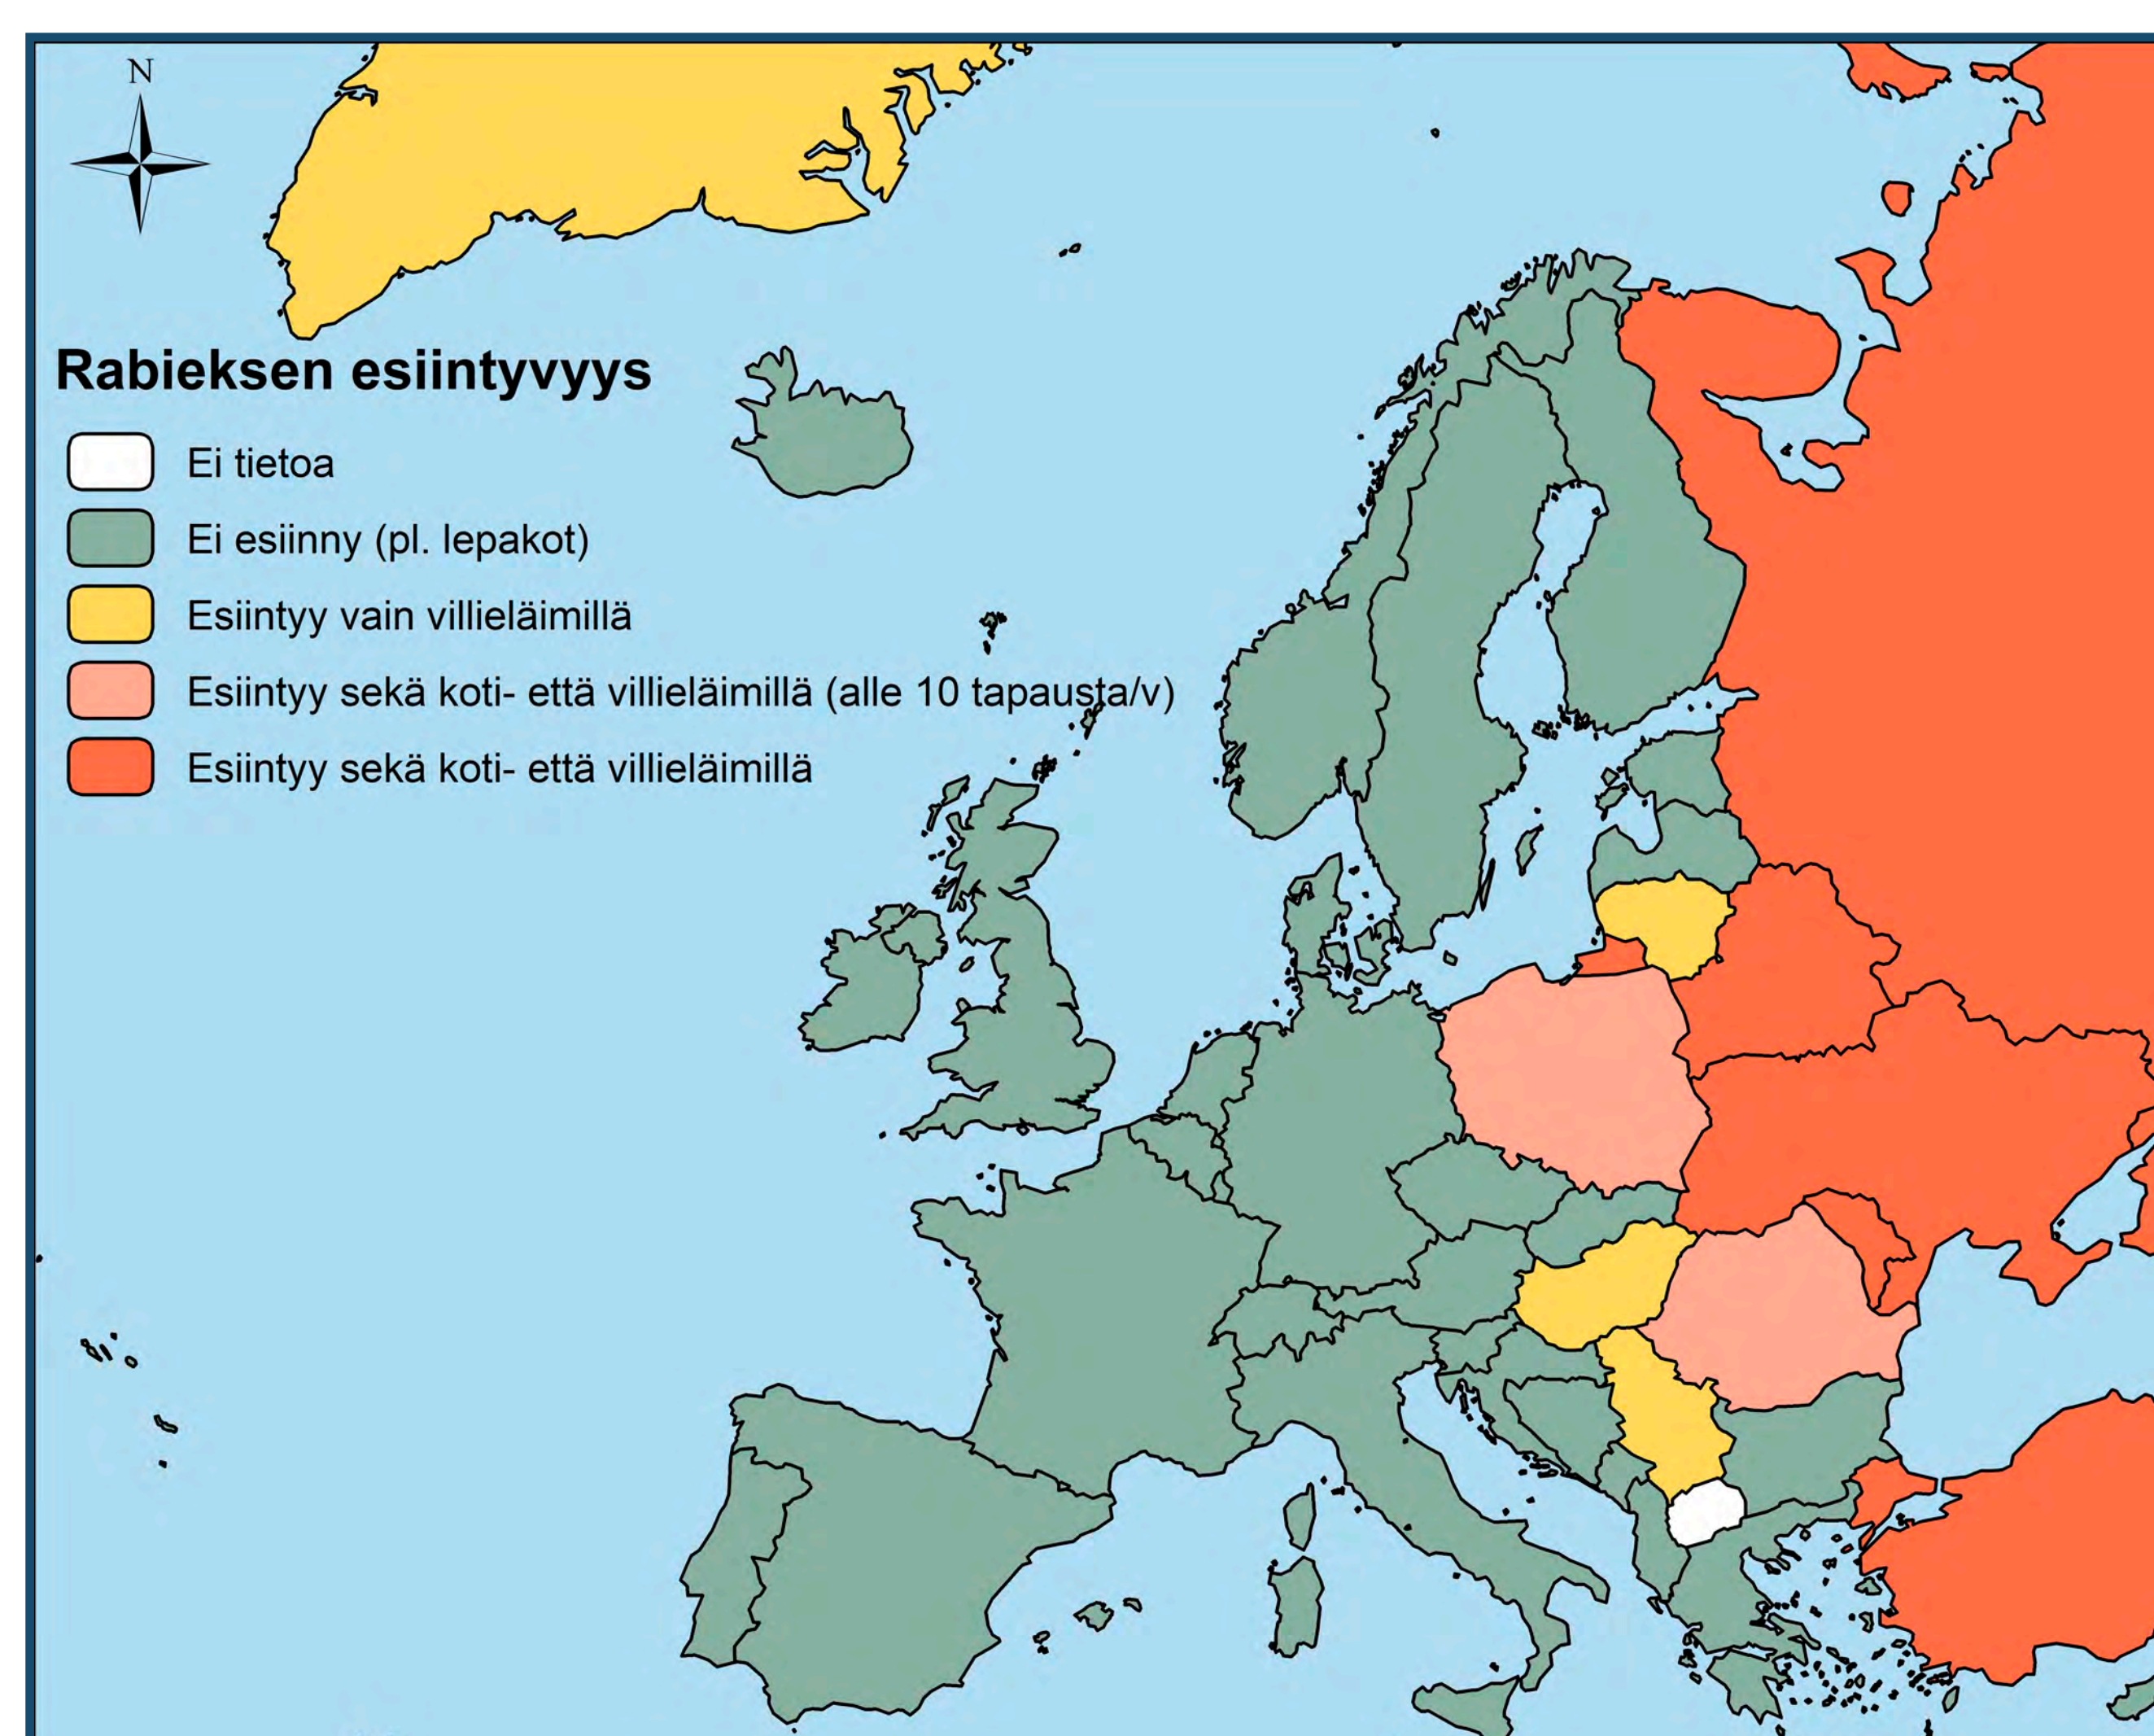 N
Rabieksen esiintyvyys
Ei tietoa
Ei esiinny (pl. lepakot)
Esiintyy vain villieläimillä
Esiintyy sekä koti- että villieläimillä (alle 10 tapausta/v)
Esiintyy sekä koti- että villieläimillä